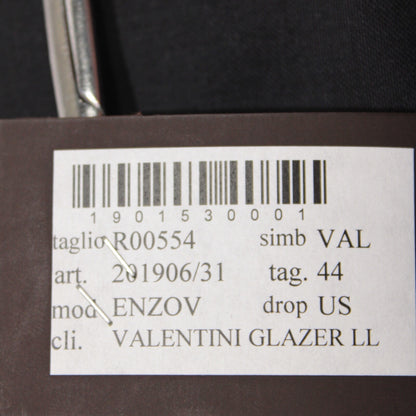 1901530001
taglio R00554 simb VAL
art. 201906/31 tag. 44
mod ENZOV drop US
cli. VALENTINI GLAZER LL